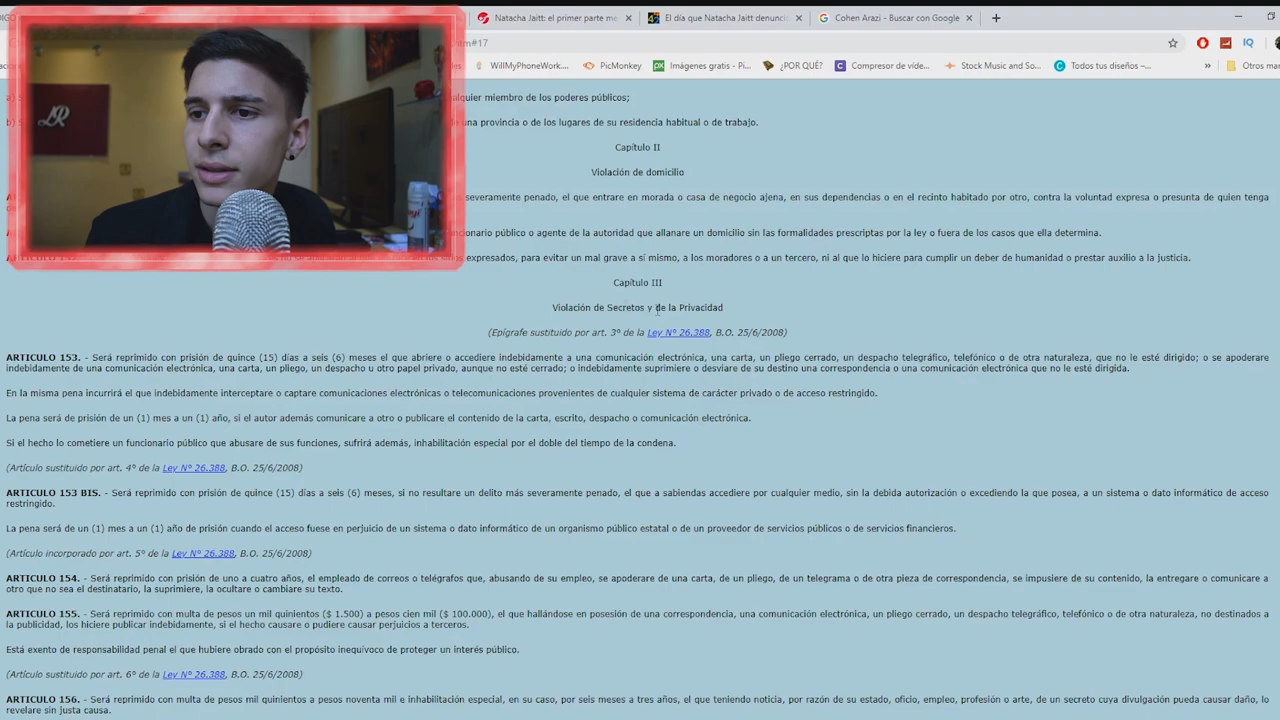 Natacha Jaitt: el primer parte me × El día que Natacha Jaitt denunci × Cohen Arazi - Buscar con Google × +
tm#17
WillMyPhoneWork.... PicMonkey Imágenes gratis - Pi... ¿POR QUÉ? Compresor de víde... Stock Music and So... Todos tus diseños –... » Otros mar
LR
alquier miembro de los poderes públicos;
una provincia o de los lugares de su residencia habitual o de trabajo.
Capítulo II
Violación de domicilio
severamente penado, el que entrare en morada o casa de negocio ajena, en sus dependencias o en el recinto habitado por otro, contra la voluntad expresa o presunta de quien tenga
ncionario público o agente de la autoridad que allanare un domicilio sin las formalidades prescriptas por la ley o fuera de los casos que ella determina.
expresados, para evitar un mal grave a sí mismo, a los moradores o a un tercero, ni al que lo hiciere para cumplir un deber de humanidad o prestar auxilio a la justicia.
Capítulo III
Violación de Secretos y de la Privacidad
(Epígrafe sustituido por art. 3° de la Ley N° 26.388, B.O. 25/6/2008)
ARTICULO 153. - Será reprimido con prisión de quince (15) días a seis (6) meses el que abriere o accediere indebidamente a una comunicación electrónica, una carta, un pliego cerrado, un despacho telegráfico, telefónico o de otra naturaleza, que no le esté dirigido; o se apoderare
indebidamente de una comunicación electrónica, una carta, un pliego, un despacho u otro papel privado, aunque no esté cerrado; o indebidamente suprimiere o desviare de su destino una correspondencia o una comunicación electrónica que no le esté dirigida.
En la misma pena incurrirá el que indebidamente interceptare o captare comunicaciones electrónicas o telecomunicaciones provenientes de cualquier sistema de carácter privado o de acceso restringido.
La pena será de prisión de un (1) mes a un (1) año, si el autor además comunicare a otro o publicare el contenido de la carta, escrito, despacho o comunicación electrónica.
Si el hecho lo cometiere un funcionario público que abusare de sus funciones, sufrirá además, inhabilitación especial por el doble del tiempo de la condena.
(Artículo sustituido por art. 4° de la Ley N° 26.388, B.O. 25/6/2008)
ARTICULO 153 BIS. - Será reprimido con prisión de quince (15) días a seis (6) meses, si no resultare un delito más severamente penado, el que a sabiendas accediere por cualquier medio, sin la debida autorización o excediendo la que posea, a un sistema o dato informático de acceso
restringido.
La pena será de un (1) mes a un (1) año de prisión cuando el acceso fuese en perjuicio de un sistema o dato informático de un organismo público estatal o de un proveedor de servicios públicos o de servicios financieros.
(Artículo incorporado por art. 5° de la Ley N° 26.388, B.O. 25/6/2008)
ARTICULO 154. - Será reprimido con prisión de uno a cuatro años, el empleado de correos o telégrafos que, abusando de su empleo, se apoderare de una carta, de un pliego, de un telegrama o de otra pieza de correspondencia, se impusiere de su contenido, la entregare o comunicare a
otro que no sea el destinatario, la suprimiere, la ocultare o cambiare su texto.
ARTICULO 155. - Será reprimido con multa de pesos un mil quinientos ($ 1.500) a pesos cien mil ($ 100.000), el que hallándose en posesión de una correspondencia, una comunicación electrónica, un pliego cerrado, un despacho telegráfico, telefónico o de otra naturaleza, no destinados a
la publicidad, los hiciere publicar indebidamente, si el hecho causare o pudiere causar perjuicios a terceros.
Está exento de responsabilidad penal el que hubiere obrado con el propósito inequívoco de proteger un interés público.
(Artículo sustituido por art. 6° de la Ley N° 26.388, B.O. 25/6/2008)
ARTICULO 156. - Será reprimido con multa de pesos mil quinientos a pesos noventa mil e inhabilitación especial, en su caso, por seis meses a tres años, el que teniendo noticia, por razón de su estado, oficio, empleo, profesión o arte, de un secreto cuya divulgación pueda causar daño, lo
revelare sin justa causa.